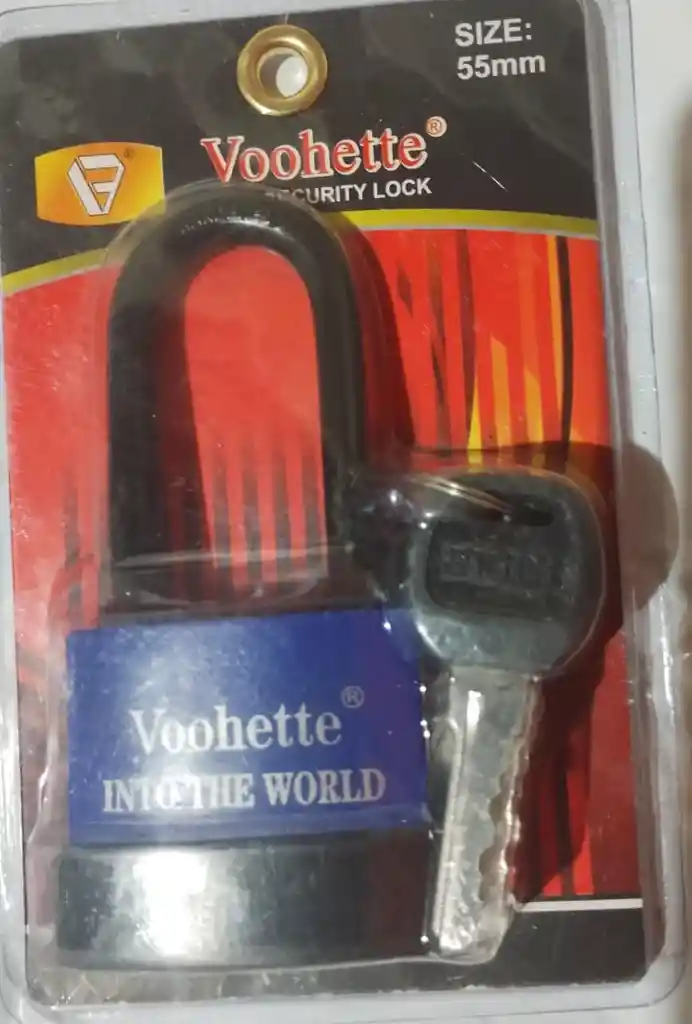 SIZE:
55mm
Voohette®
SECURITY LOCK
®
Voohette®
INTO THE WORLD